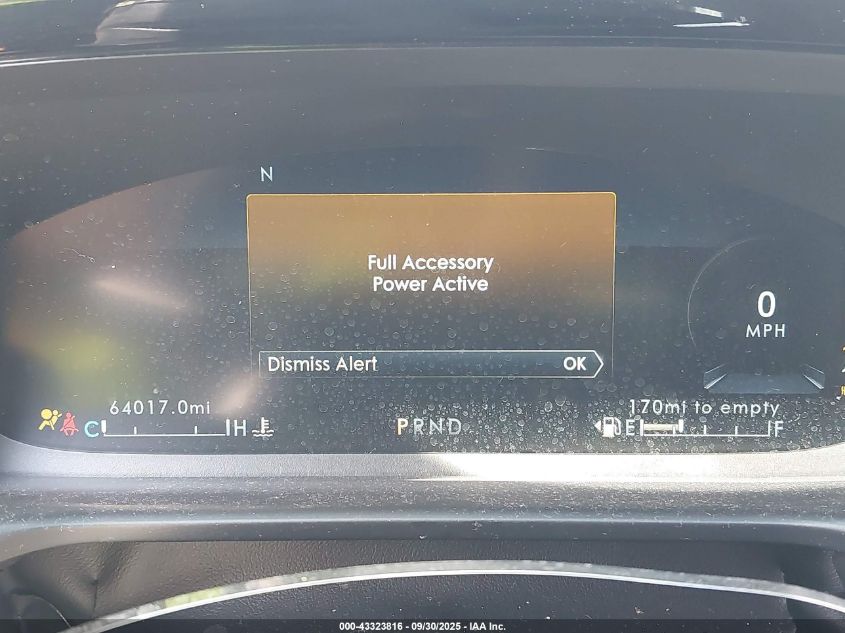 N
Full Accessory
Power Active
0
MPH
Dismiss Alert OK
64017.0mi
170mi to empty
C H
PRND
E F
000-43323816 - 09/30/2025 - IAA Inc.